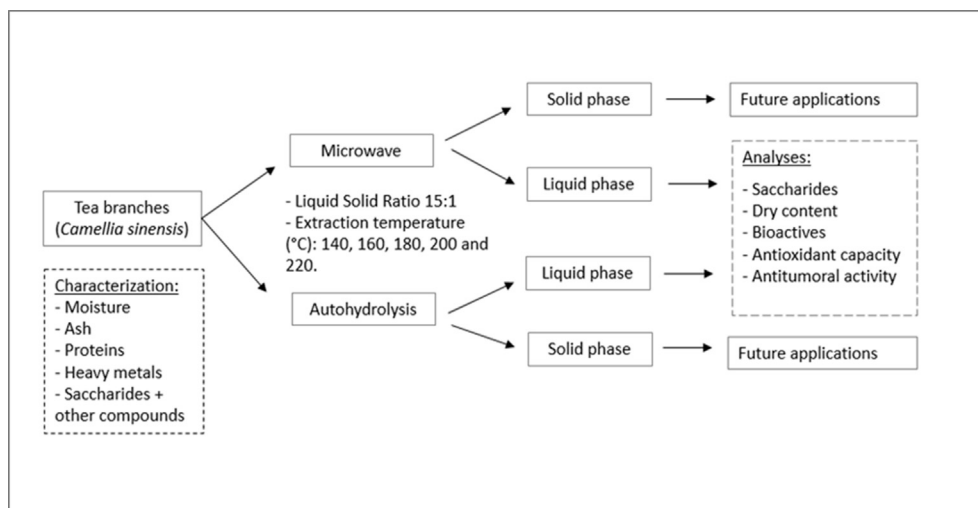 Tea branches
(Camellia sinensis)
Characterization:
- Moisture
- Ash
- Proteins
- Heavy metals
- Saccharides +
other compounds
Microwave
- Liquid Solid Ratio 15:1
- Extraction temperature
(°C): 140, 160, 180, 200 and
220.
Autohydrolysis
Solid phase
Liquid phase
Liquid phase
Solid phase
Future applications
Analyses:
- Saccharides
- Dry content
- Bioactives
- Antioxidant capacity
- Antitumoral activity
Future applications